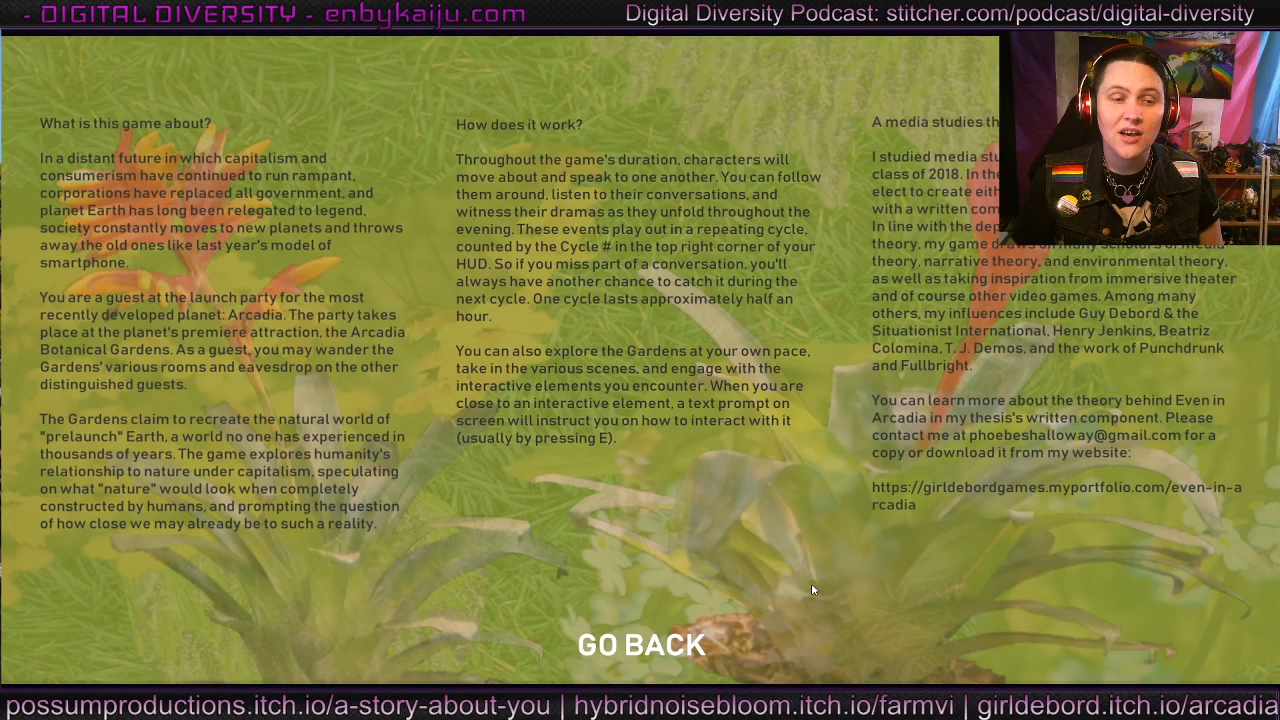 - DIGITAL DIVERSITY - enbykaiju.com
Digital Diversity Podcast: stitcher.com/podcast/digital-diversity
What is this game about?
In a distant future in which capitalism and
consumerism have continued to run rampant,
corporations have replaced all government, and
planet Earth has long been relegated to legend,
society constantly moves to new planets and throws
away the old ones like last year's model of
smartphone.
You are a guest at the launch party for the most
recently developed planet: Arcadia. The party takes
place at the planet's premiere attraction, the Arcadia
Botanical Gardens. As a guest, you may wander the
Gardens' various rooms and eavesdrop on the other
distinguished guests.
The Gardens claim to recreate the natural world of
"prelaunch" Earth, a world no one has experienced in
thousands of years. The game explores humanity's
relationship to nature under capitalism, speculating
on what "nature" would look when completely
constructed by humans, and prompting the question
of how close we may already be to such a reality.
How does it work?
Throughout the game's duration, characters will
move about and speak to one another. You can follow
them around, listen to their conversations, and
witness their dramas as they unfold throughout the
evening. These events play out in a repeating cycle,
counted by the Cycle # in the top right corner of your
HUD. So if you miss part of a conversation, you'll
always have another chance to catch it during the
next cycle. One cycle lasts approximately half an
hour.
You can also explore the Gardens at your own pace,
take in the various scenes, and engage with the
interactive elements you encounter. When you are
close to an interactive element, a text prompt on
screen will instruct you on how to interact with it
(usually by pressing E).
A media studies th
I studied media stu
class of 2018. In the
elect to create eith
with a written com
In line with the dep
theory, my game draws on many scholars of media
theory, narrative theory, and environmental theory,
as well as taking inspiration from immersive theater
and of course other video games. Among many
others, my influences include Guy Debord & the
Situationist International, Henry Jenkins, Beatriz
Colomina, T. J. Demos, and the work of Punchdrunk
and Fullbright.
You can learn more about the theory behind Even in
Arcadia in my thesis's written component. Please
contact me at phoebeshalloway@gmail.com for a
copy or download it from my website:
https://girldebordgames.myportfolio.com/even-in-a
rcadia
GO BACK
possumproductions.itch.io/a-story-about-you | hybridnoisebloom.itch.io/farmvi | girldebord.itch.io/arcadia